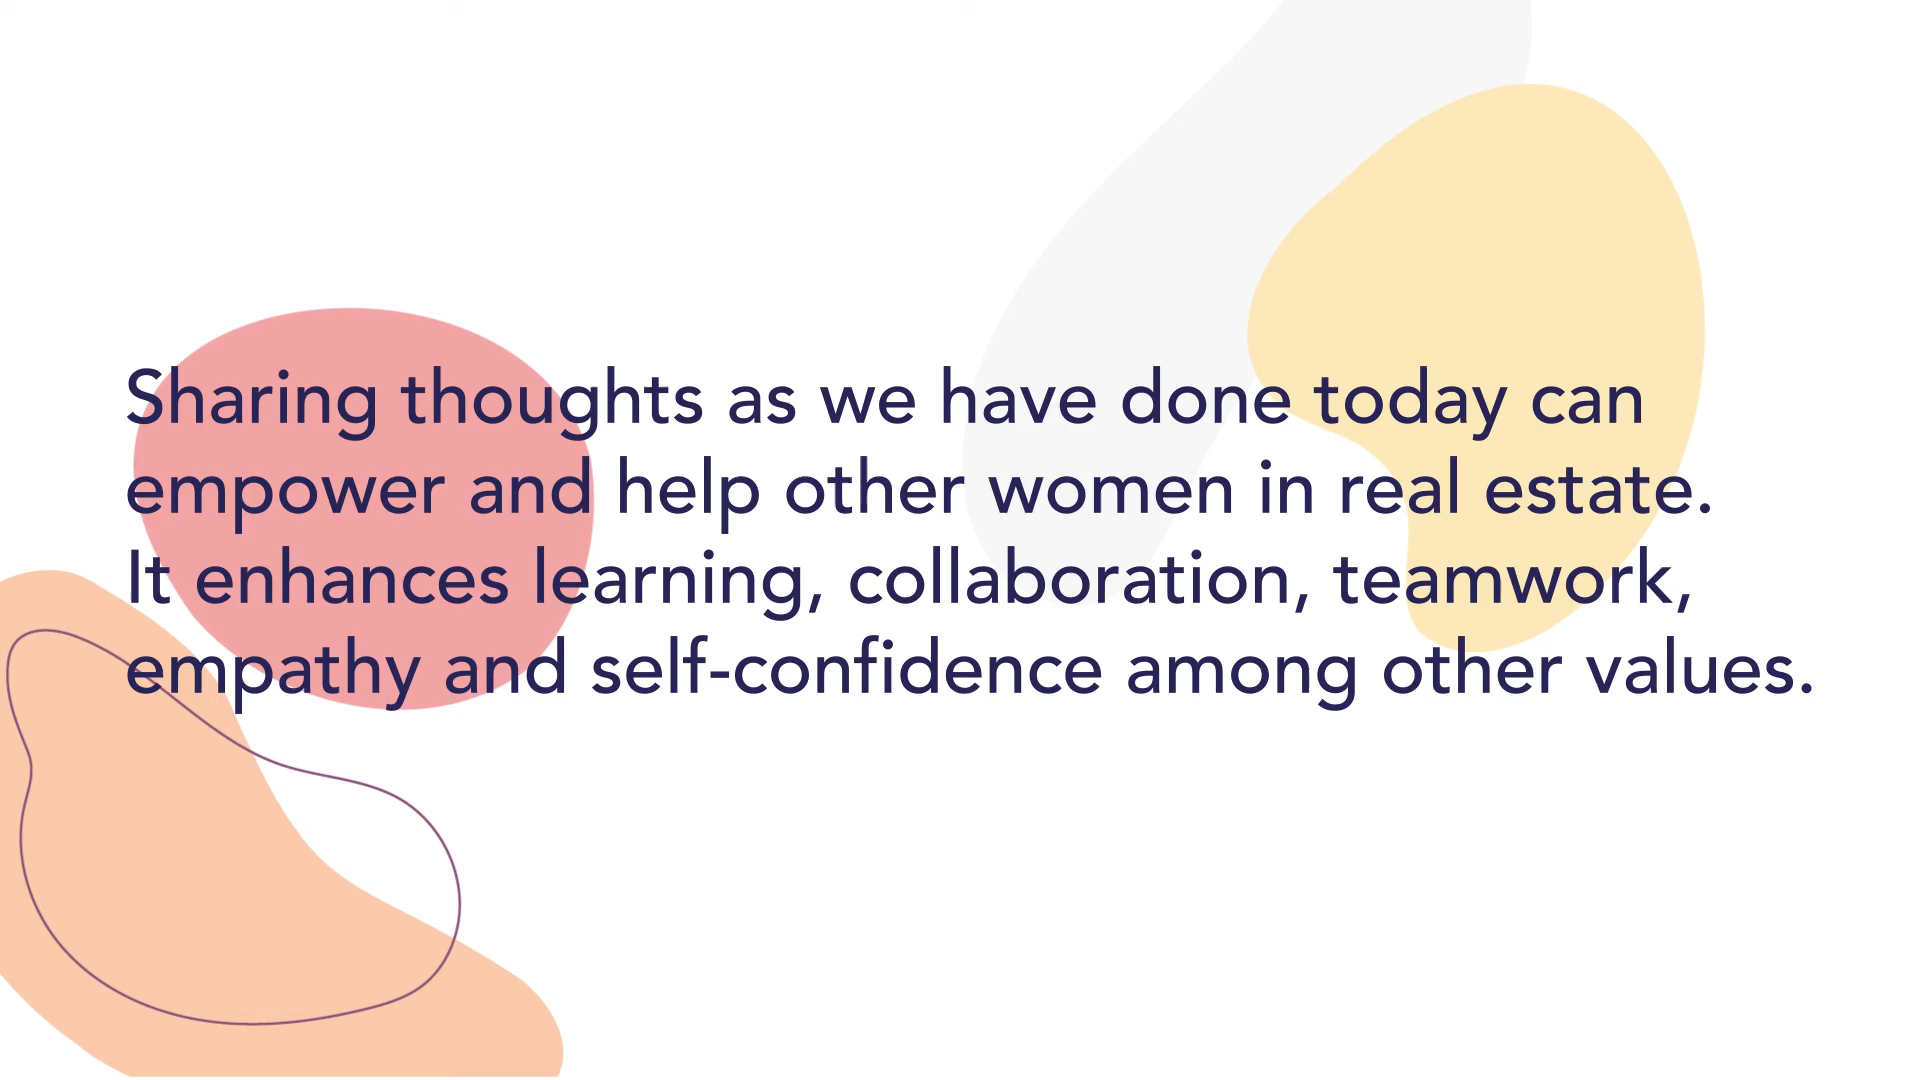 Sharing thoughts as we have done today can
empower and help other women in real estate.
It enhances learning, collaboration, teamwork,
empathy and self-confidence among other values.